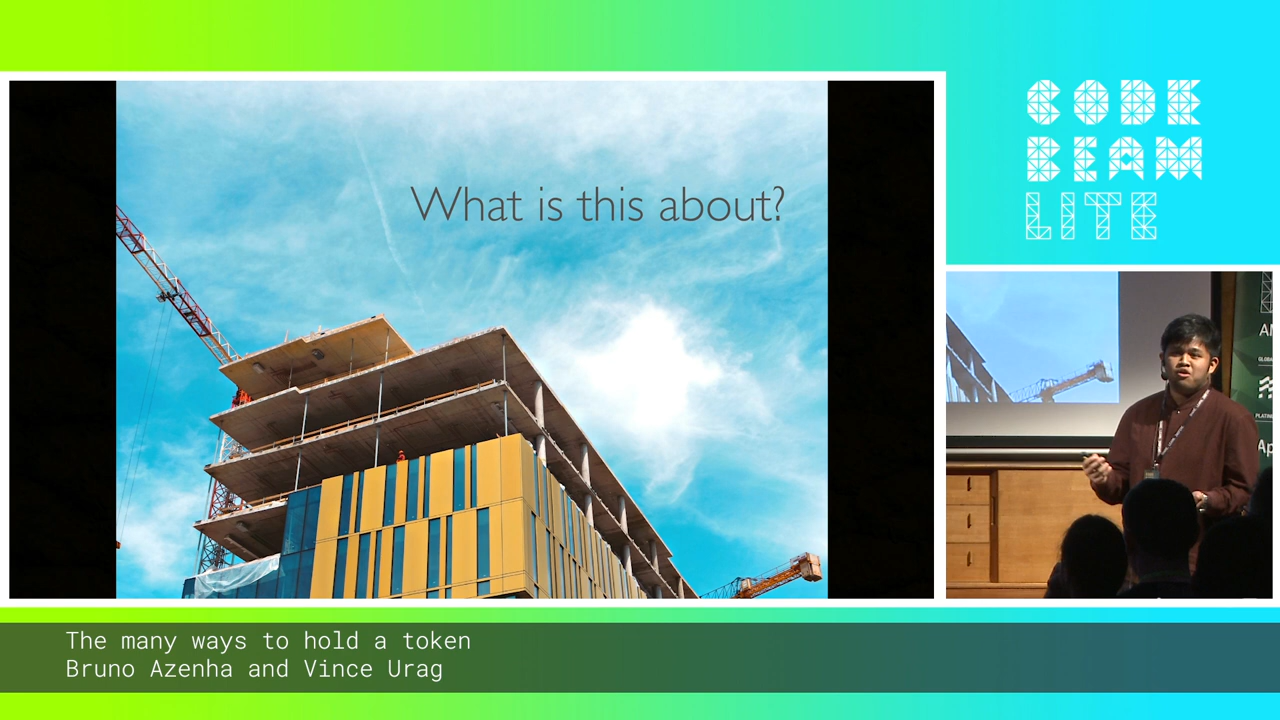 What is this about?
CODE
BEAM
LITE
The many ways to hold a token
Bruno Azenha and Vince Urag